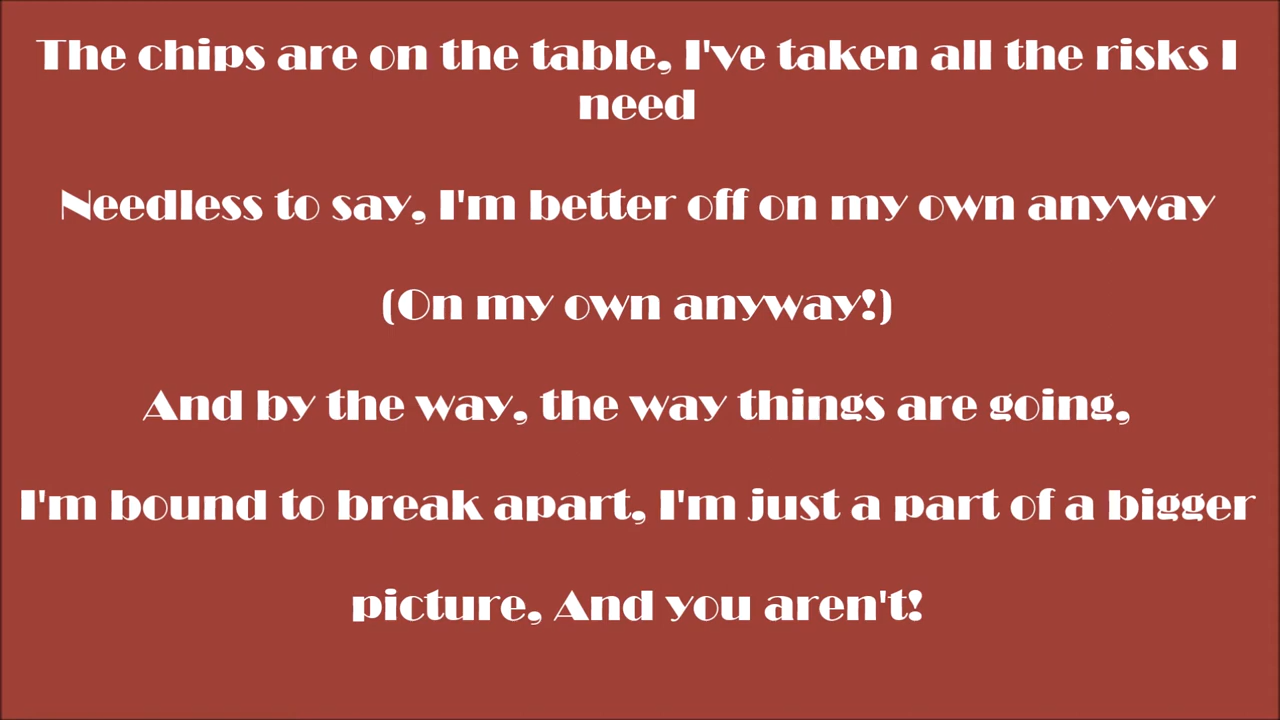 The chips are on the table, I've taken all the risks I
need
Needless to say, I'm better off on my own anyway
(On my own anyway!)
And by the way, the way things are going,
I'm bound to break apart, I'm just a part of a bigger
picture, And you aren't!